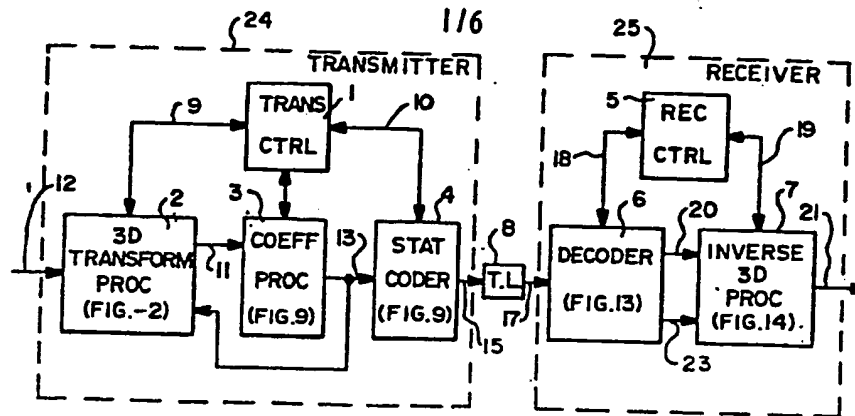 1/6
24
TRANSMITTER
9
TRANS
CTRL
1
10
12
2
3D
TRANSFORM
PROC
(FIG.-2)
11
3
COEFF
PROC
(FIG.9)
13
4
STAT
CODER
(FIG.9)
15
8
T.L
17
25
RECEIVER
5
REC
CTRL
18
19
6
DECODER
(FIG.13)
20
23
7
INVERSE
3D
PROC
(FIG.14)
21